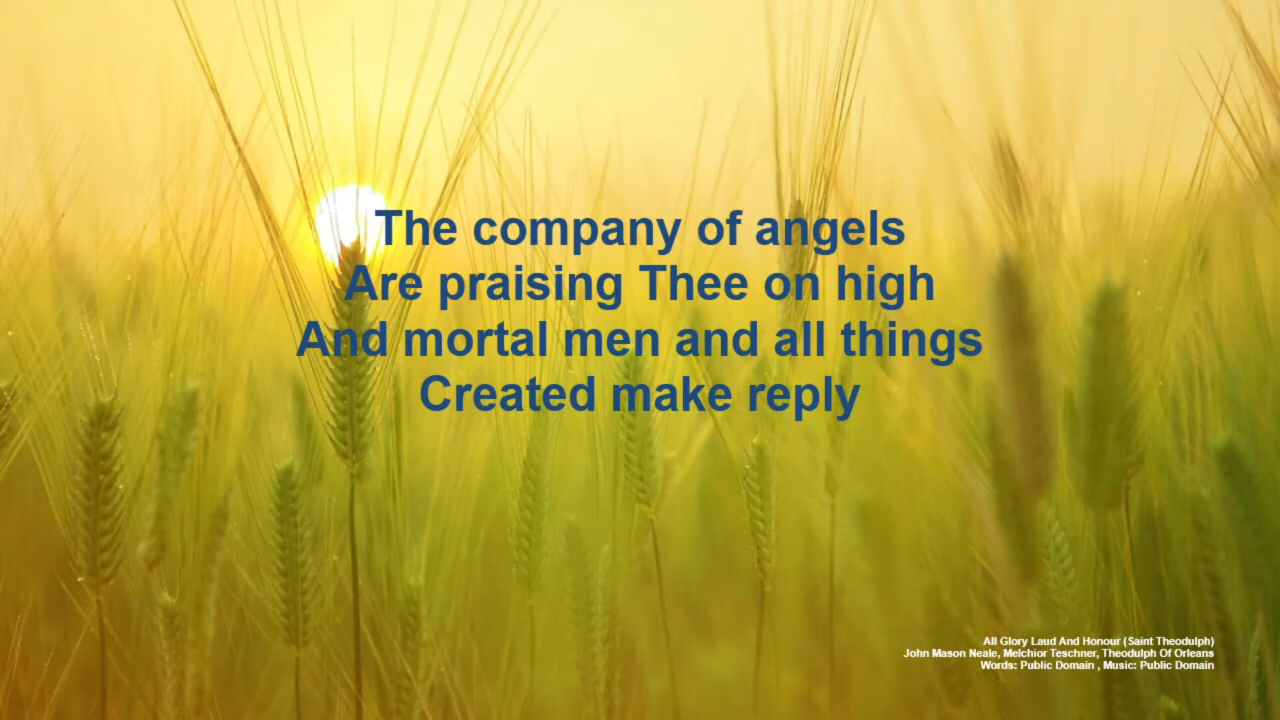 The company of angels
Are praising Thee on high
And mortal men and all things
Created make reply
All Glory Laud And Honour (Saint Theodulph)
John Mason Neale, Melchior Teschner, Theodulph Of Orleans
Words: Public Domain , Music: Public Domain